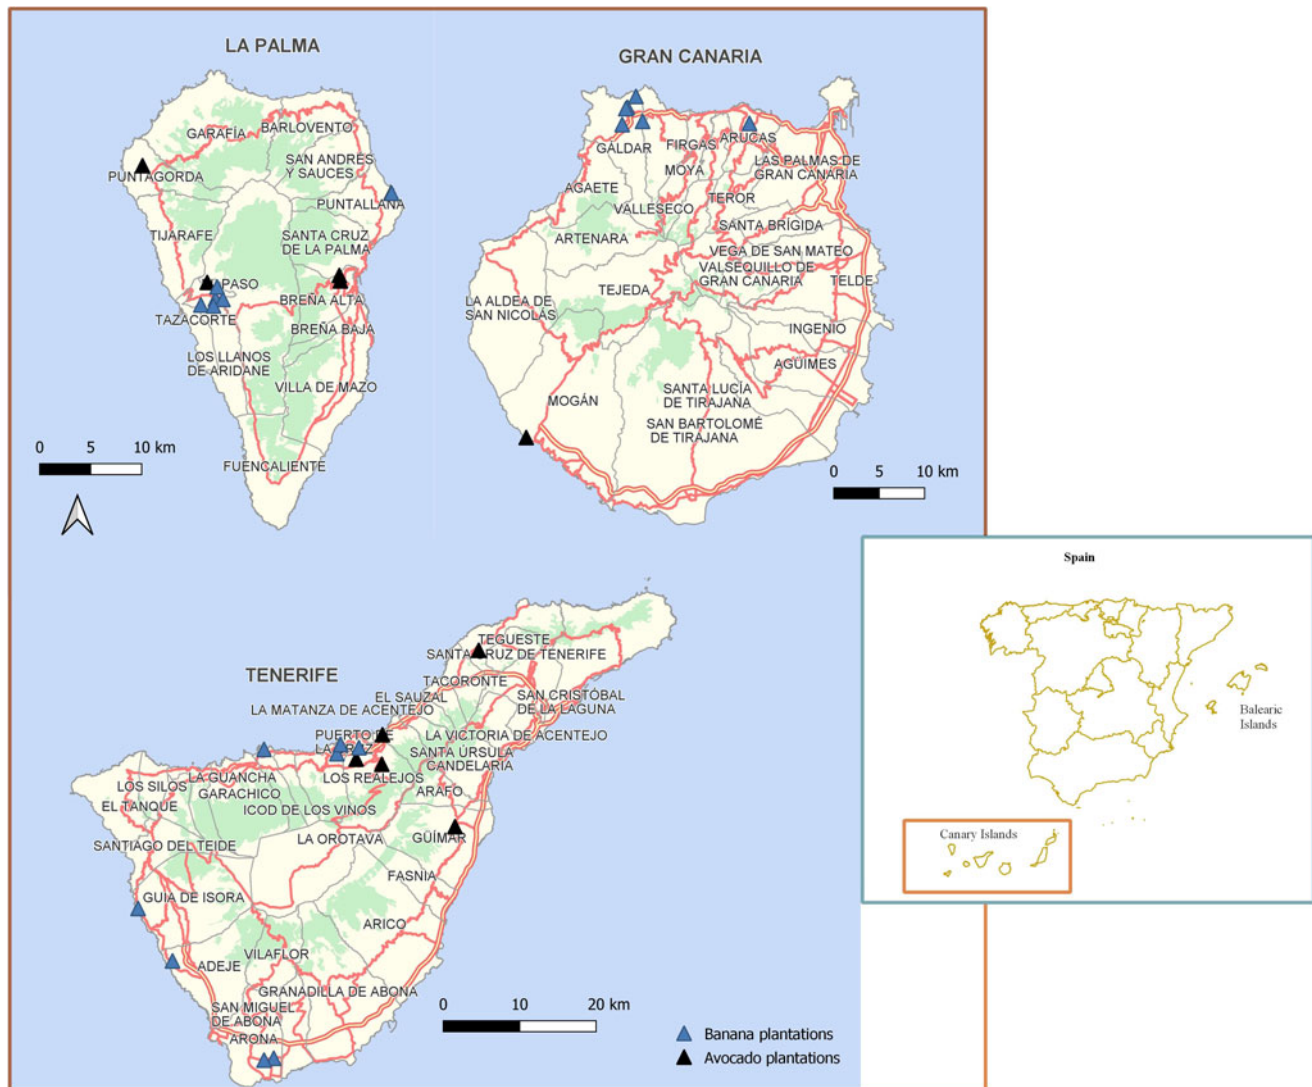 LA PALMA
GARAFÍA
BARLOVENTO
PUNTAGORDA
SAN ANDRES
Y SAUCES
PUNTALLANA
TIJARAFE
SANTA CRUZ
DE LA PALMA
PASO
BREÑA ALTA
TAZACORTE
BREÑA BAJA
LOS LLANOS
DE ARIDANE
VILLA DE MAZO
FUENCALIENTE
0 5 10 km
GRAN CANARIA
GÁLDAR
FIRGAS
ARUCAS
MOYA
LAS PALMAS DE
GRAN CANARIA
AGAETE
TEROR
VALLESECO
SANTA BRÍGIDA
ARTENARA
VEGA DE SAN MATEO
VALSEQUILLO DE
GRAN CANARIA
TELDE
TEJEDA
LA ALDEA DE
SAN NICOLÁS
INGENIO
AGÜIMES
MOGÁN
SANTA LUCÍA
DE TIRAJANA
SAN BARTOLOMÉ
DE TIRAJANA
0 5 10 km
TENERIFE
TEGUESTE
SANTA CRUZ DE TENERIFE
TACORONTE
EL SAUZAL
SAN CRISTÓBAL
DE LA LAGUNA
LA MATANZA DE ACENTEJO
PUERTO DE
LA CRUZ
LA VICTORIA DE ACENTEJO
SANTA ÚRSULA
CANDELARIA
LOS REALEJOS
LA GUANCHA
LOS SILOS
GARACHICO
ARAFO
EL TANQUE
ICOD DE LOS VINOS
LA OROTAVA
GÜÍMAR
SANTIAGO DEL TEIDE
FASNIA
GUIA DE ISORA
ARICO
VILAFLOR
ADEJE
GRANADILLA DE ABONA
SAN MIGUEL
DE ABONA
ARONA
0 10 20 km
Banana plantations
Avocado plantations
Spain
Balearic
Islands
Canary Islands